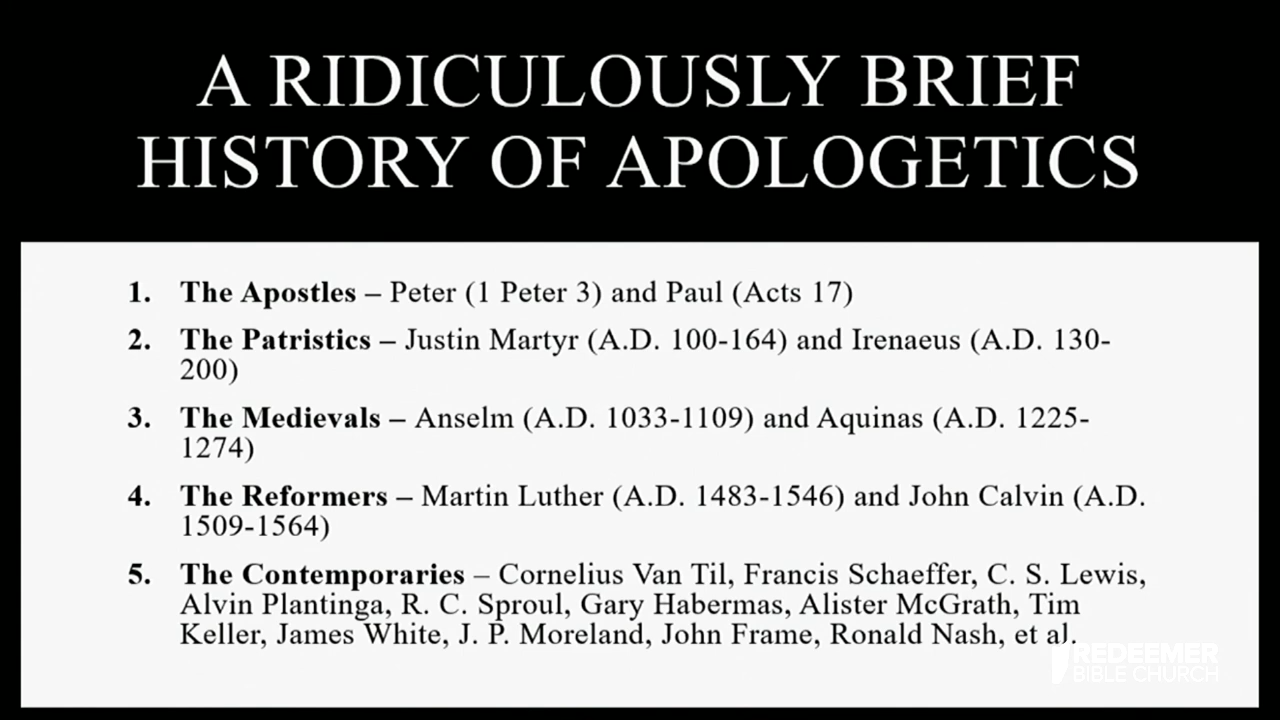 A RIDICULOUSLY BRIEF
HISTORY OF APOLOGETICS
1. The Apostles – Peter (1 Peter 3) and Paul (Acts 17)
2. The Patristics – Justin Martyr (A.D. 100-164) and Irenaeus (A.D. 130-
200)
3. The Medievals – Anselm (A.D. 1033-1109) and Aquinas (A.D. 1225-
1274)
4. The Reformers – Martin Luther (A.D. 1483-1546) and John Calvin (A.D.
1509-1564)
5. The Contemporaries – Cornelius Van Til, Francis Schaeffer, C. S. Lewis,
Alvin Plantinga, R. C. Sproul, Gary Habermas, Alister McGrath, Tim
Keller, James White, J. P. Moreland, John Frame, Ronald Nash, et al.
REDEEMER
BIBLE CHURCH